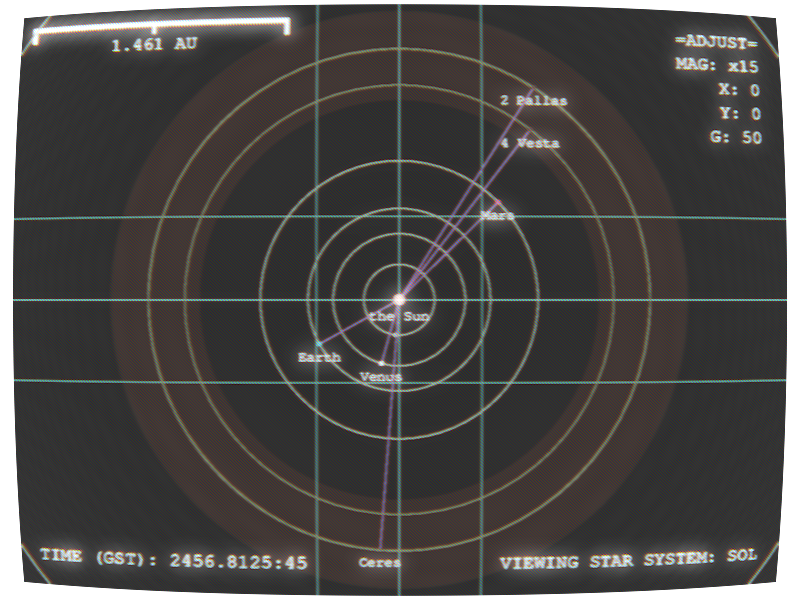 1.461 AU
=ADJUST=
MAG: x15
X: 0
Y: 0
G: 50
2 Pallas
4 Vesta
Mars
the Sun
Earth
Venus
Ceres
TIME (GST): 2456.8125:45
VIEWING STAR SYSTEM: SOL